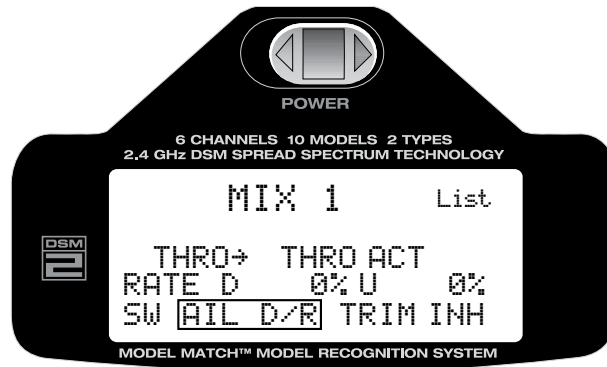 POWER
6 CHANNELS 10 MODELS 2 TYPES
2.4 GHz DSM SPREAD SPECTRUM TECHNOLOGY
MIX 1 List
DSM
2
THRO→ THRO ACT
RATE D 0% U 0%
SW AIL D/R TRIM INH
MODEL MATCH™ MODEL RECOGNITION SYSTEM